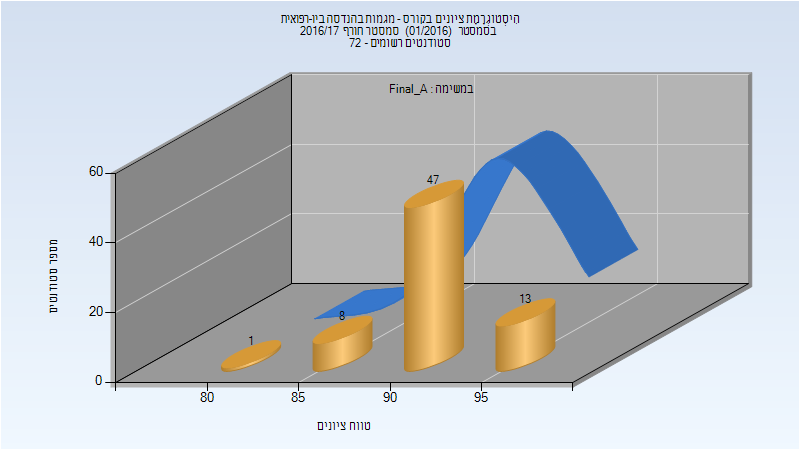 היסטוגרמת ציונים בקורס - מגמות בהנדסה ביו-רפואית
בסמסטר (01/2016) סמסטר חורף 2016/17
סטודנטים רשומים - 72
במשימה : Final_A
60
40
20
0
מספר סטודנטים
1
8
47
13
80
85
90
95
טווח ציונים